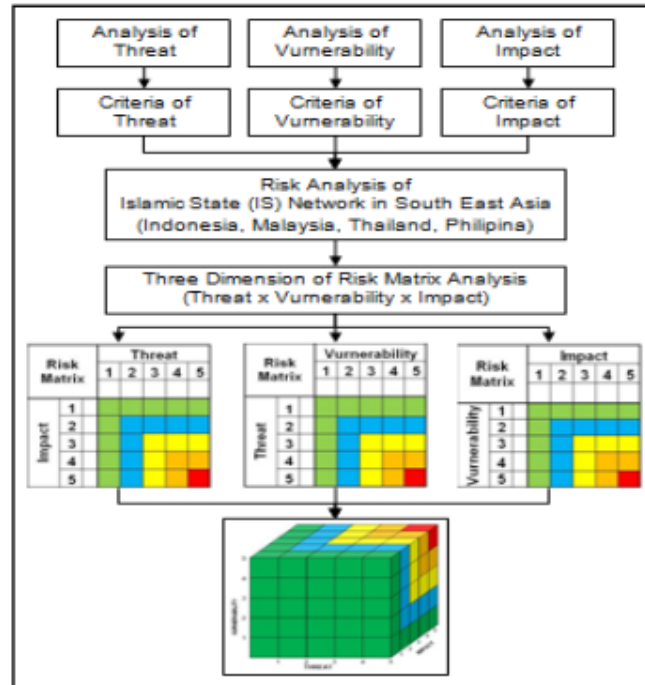 Analysis of
Threat
Analysis of
Vurnerability
Analysis of
Impact
Criteria of
Threat
Criteria of
Vurnerability
Criteria of
Impact
Risk Analysis of
Islamic State (IS) Network in South East Asia
(Indonesia, Malaysia, Thailand, Philipina)
Three Dimension of Risk Matrix Analysis
(Threat x Vurnerability x Impact)
Risk
Matrix
Threat
1 2 3 4 5
Impact
1
2
3
4
5
Risk
Matrix
Vurnerability
1 2 3 4 5
Threat
1
2
3
4
5
Risk
Matrix
Impact
1 2 3 4 5
Vurnerability
1
2
3
4
5
THREAT